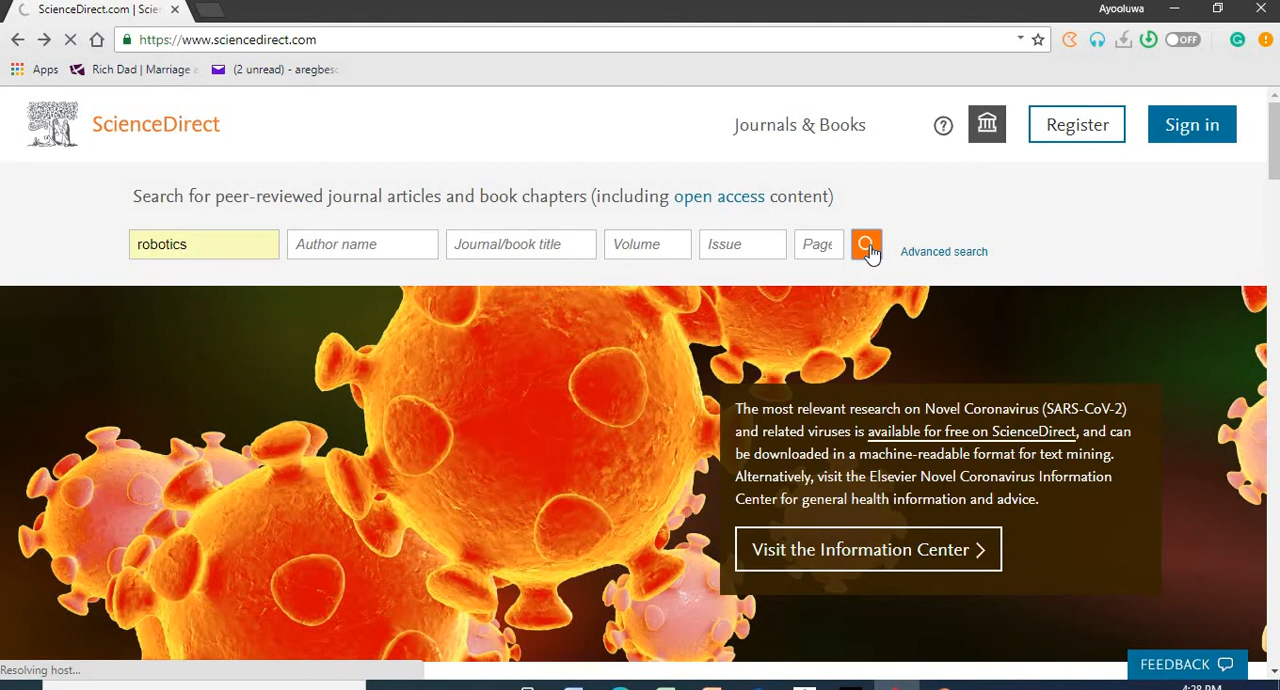 ScienceDirect.com | Scie
Ayooluwa
https://www.sciencedirect.com
OFF
Apps
Rich Dad | Marriage a
(2 unread) - aregbesc
ScienceDirect
Journals & Books
?
Register
Sign in
Search for peer-reviewed journal articles and book chapters (including open access content)
robotics
Author name
Journal/book title
Volume
Issue
Page
Advanced search
The most relevant research on Novel Coronavirus (SARS-CoV-2)
and related viruses is available for free on ScienceDirect, and can
be downloaded in a machine-readable format for text mining.
Alternatively, visit the Elsevier Novel Coronavirus Information
Center for general health information and advice.
Visit the Information Center >
Resolving host...
FEEDBACK
4:28 PM